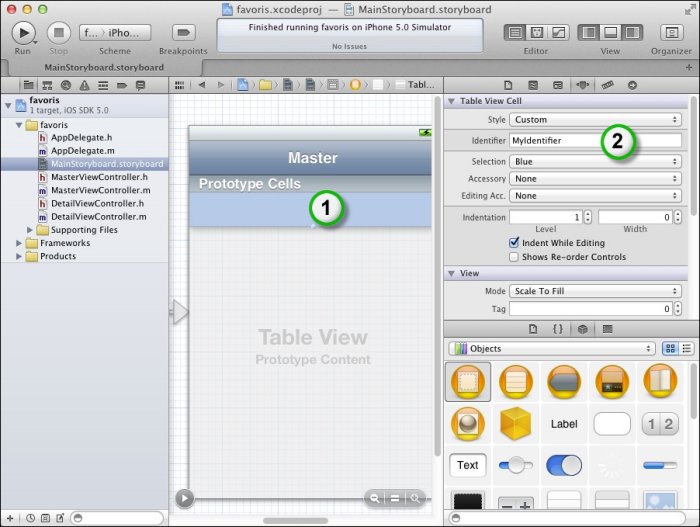 favoris.xcodeproj — MainStoryboard.storyboard
Run
Stop
f... iPho...
Scheme
Breakpoints
Finished running favoris on iPhone 5.0 Simulator
No Issues
Editor
View
Organizer
MainStoryboard.storyboard
Tabl...
favoris
1 target, iOS SDK 5.0
favoris
AppDelegate.h
AppDelegate.m
MainStoryboard.storyboard
MasterViewController.h
MasterViewController.m
DetailViewController.h
DetailViewController.m
Supporting Files
Frameworks
Products
Master
Prototype Cells
1
Table View
Prototype Content
Table View Cell
Style Custom
Identifier MyIdentifier
2
Selection Blue
Accessory None
Editing Acc. None
Indentation 1 0
Level Width
Indent While Editing
Shows Re-order Controls
View
Mode Scale To Fill
Tag 0
Objects
Label
1 2
Text